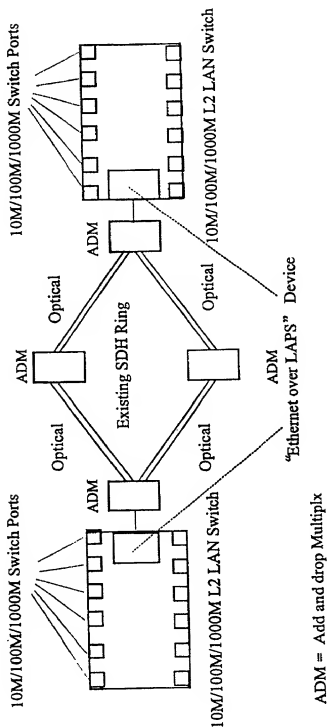 10M/100M/1000M Switch Ports
10M/100M/1000M Switch Ports
ADM
Optical
Optical
ADM
ADM
Existing SDH Ring
Optical
Optical
ADM
10M/100M/1000M L2 LAN Switch
10M/100M/1000M L2 LAN Switch
"Ethernet over LAPS" Device
ADM = Add and drop Multiplx